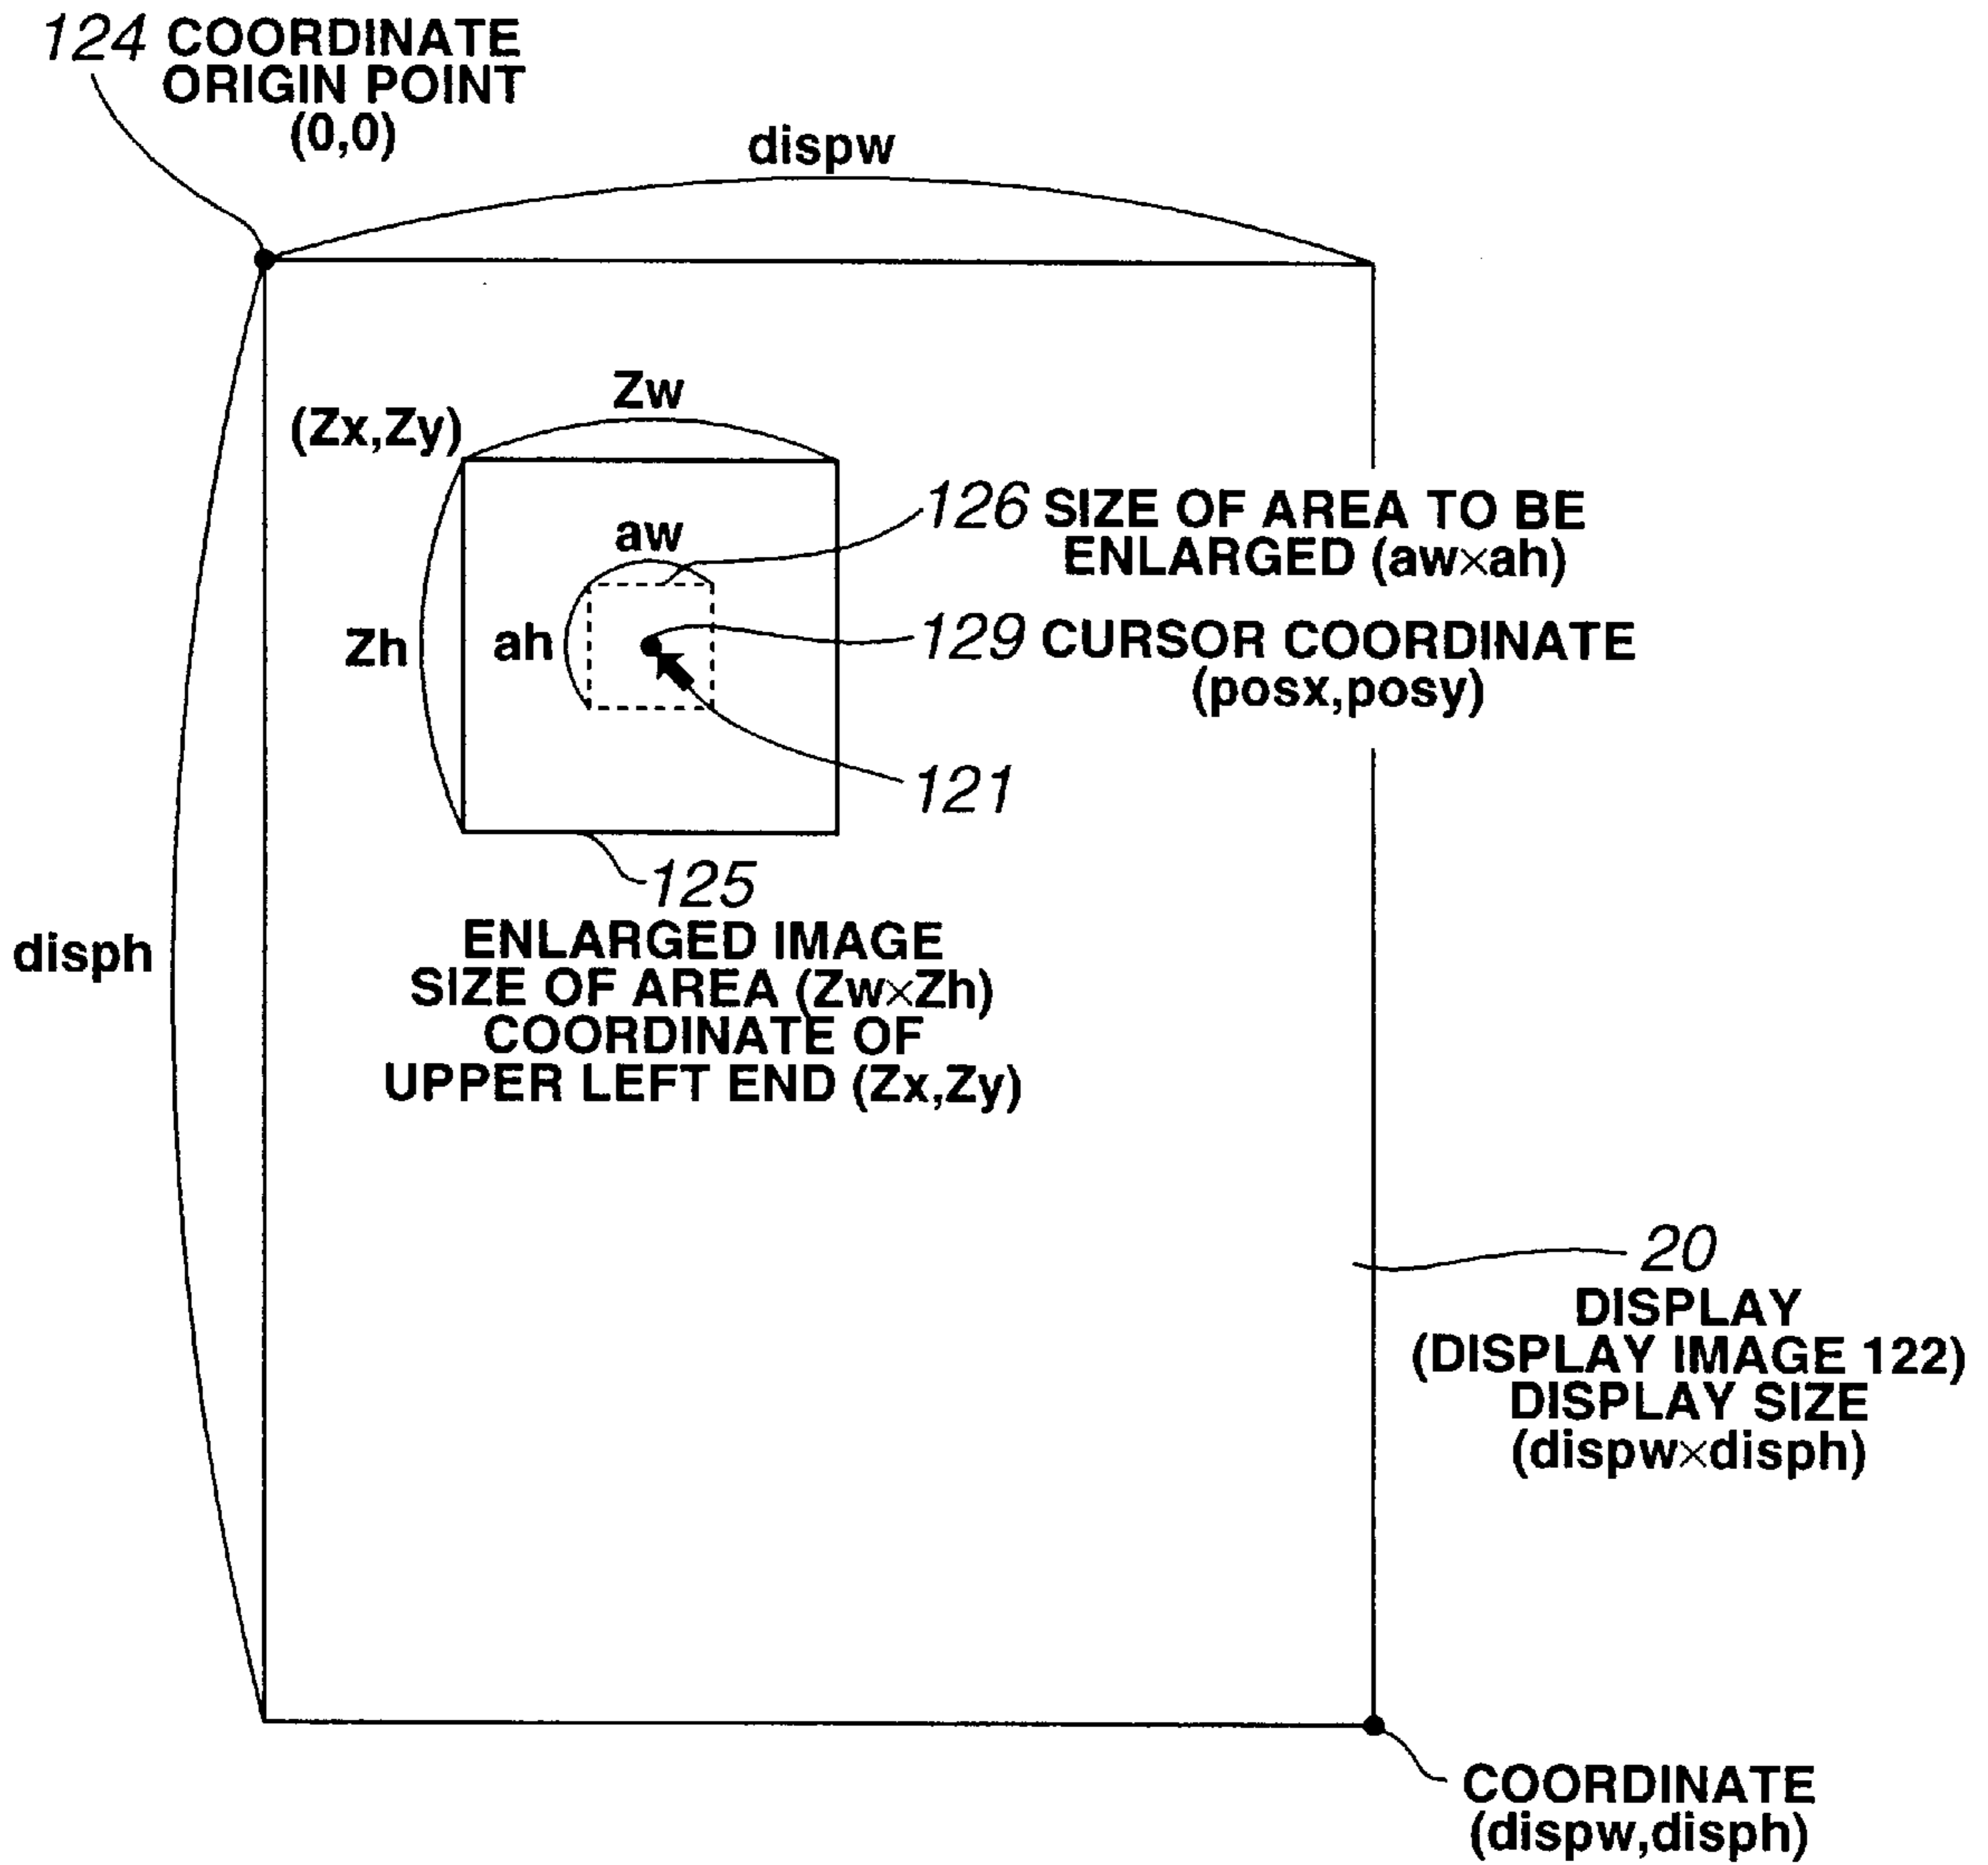 124 COORDINATE
ORIGIN POINT
(0,0)
dispw
Zw
(Zx,Zy)
126 SIZE OF AREA TO BE
ENLARGED (aw×ah)
aw
129 CURSOR COORDINATE
(posx,posy)
Zh
ah
121
125
ENLARGED IMAGE
SIZE OF AREA (Zw×Zh)
COORDINATE OF
UPPER LEFT END (Zx,Zy)
disph
20
DISPLAY
(DISPLAY IMAGE 122)
DISPLAY SIZE
(dispw×disph)
COORDINATE
(dispw,disph)